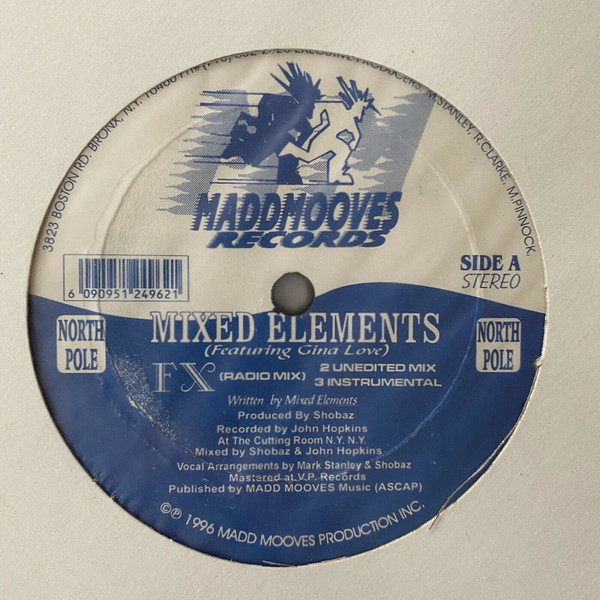 3823 BOSTON RD. BRONX, N.Y. 10466 PH# EXECUTIVE PRODUCERS: M. STANLEY. R. CLARKE. M. PINNOCK.
MADDMOOVES
RECORDS
6 090951 249621
SIDE A
STEREO
NORTH
POLE
MIXED ELEMENTS
(Featuring Gina Love)
NORTH
POLE
FX (RADIO MIX) 2 UNEDITED MIX
3 INSTRUMENTAL
Written by Mixed Elements
Produced By Shobaz
Recorded by John Hopkins
At The Cutting Room N.Y. N.Y.
Mixed by Shobaz & John Hopkins
Vocal Arrangements by Mark Stanley & Shobaz
Mastered at V.P. Records
Published by MADD MOOVES Music (ASCAP)
©℗ 1996 MADD MOOVES PRODUCTION INC.